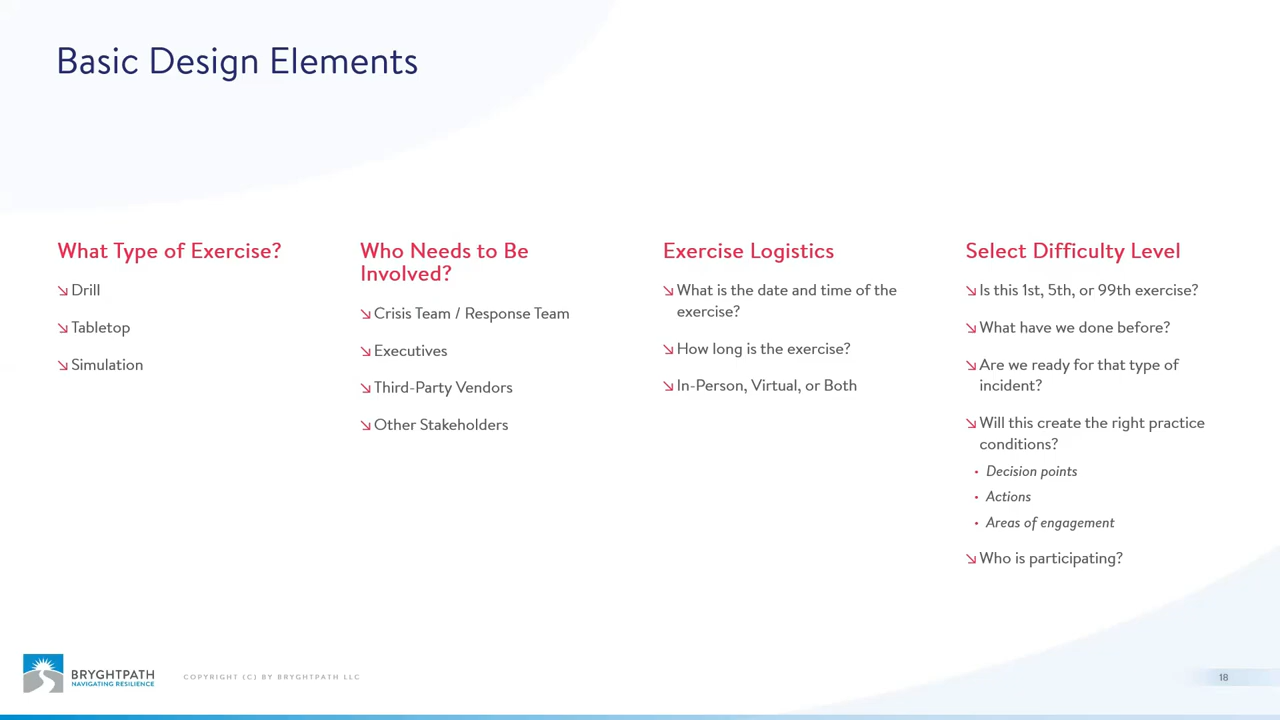 Basic Design Elements
What Type of Exercise?
Drill
Tabletop
Simulation
Who Needs to Be
Involved?
Crisis Team / Response Team
Executives
Third-Party Vendors
Other Stakeholders
Exercise Logistics
What is the date and time of the
exercise?
How long is the exercise?
In-Person, Virtual, or Both
Select Difficulty Level
Is this 1st, 5th, or 99th exercise?
What have we done before?
Are we ready for that type of
incident?
Will this create the right practice
conditions?
Decision points
Actions
Areas of engagement
Who is participating?
BRYGHTPATH
NAVIGATING RESILIENCE
COPYRIGHT (C) BY BRYGHTPATH LLC
18